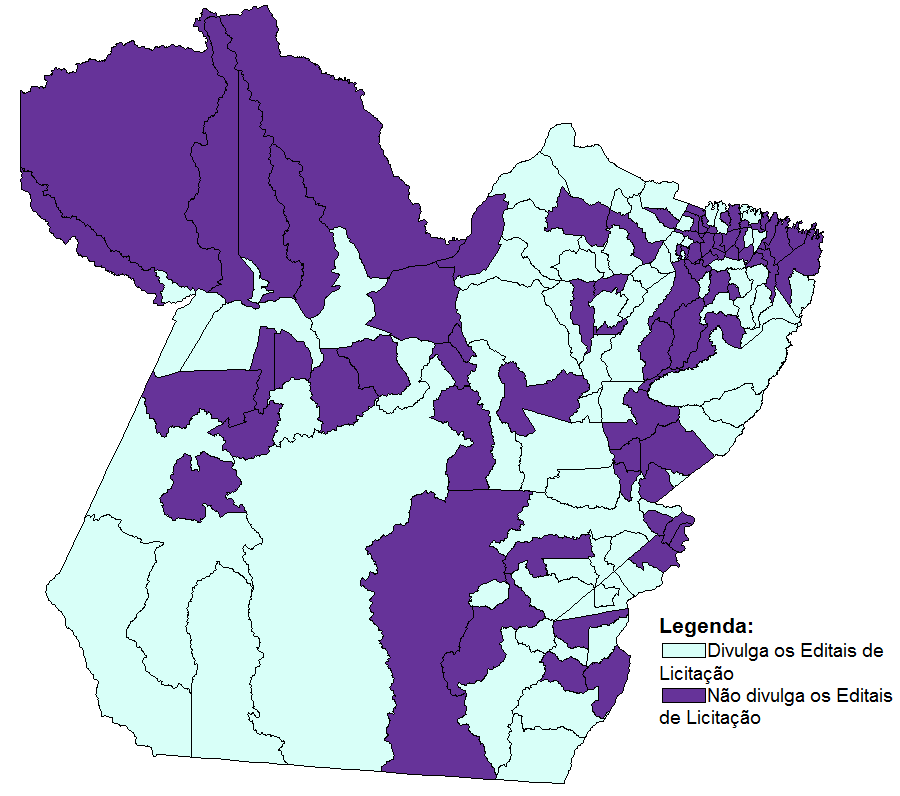 Legenda:
Divulga os Editais de
Licitação
Não divulga os Editais
de Licitação